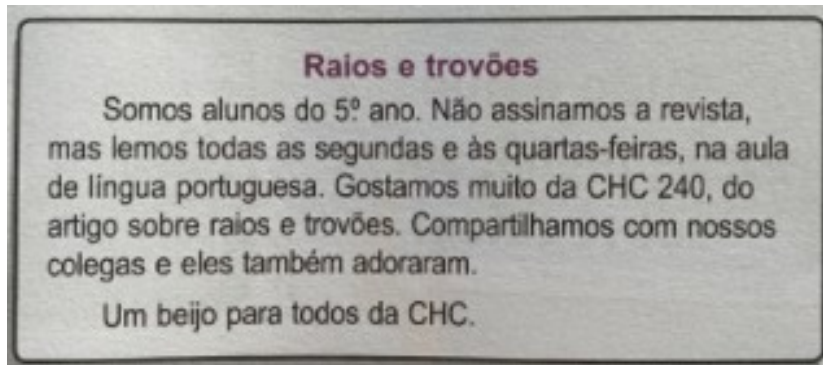 Raios e trovões
Somos alunos do 5º ano. Não assinamos a revista,
mas lemos todas as segundas e às quartas-feiras, na aula
de língua portuguesa. Gostamos muito da CHC 240, do
artigo sobre raios e trovões. Compartilhamos com nossos
colegas e eles também adoraram.
Um beijo para todos da CHC.